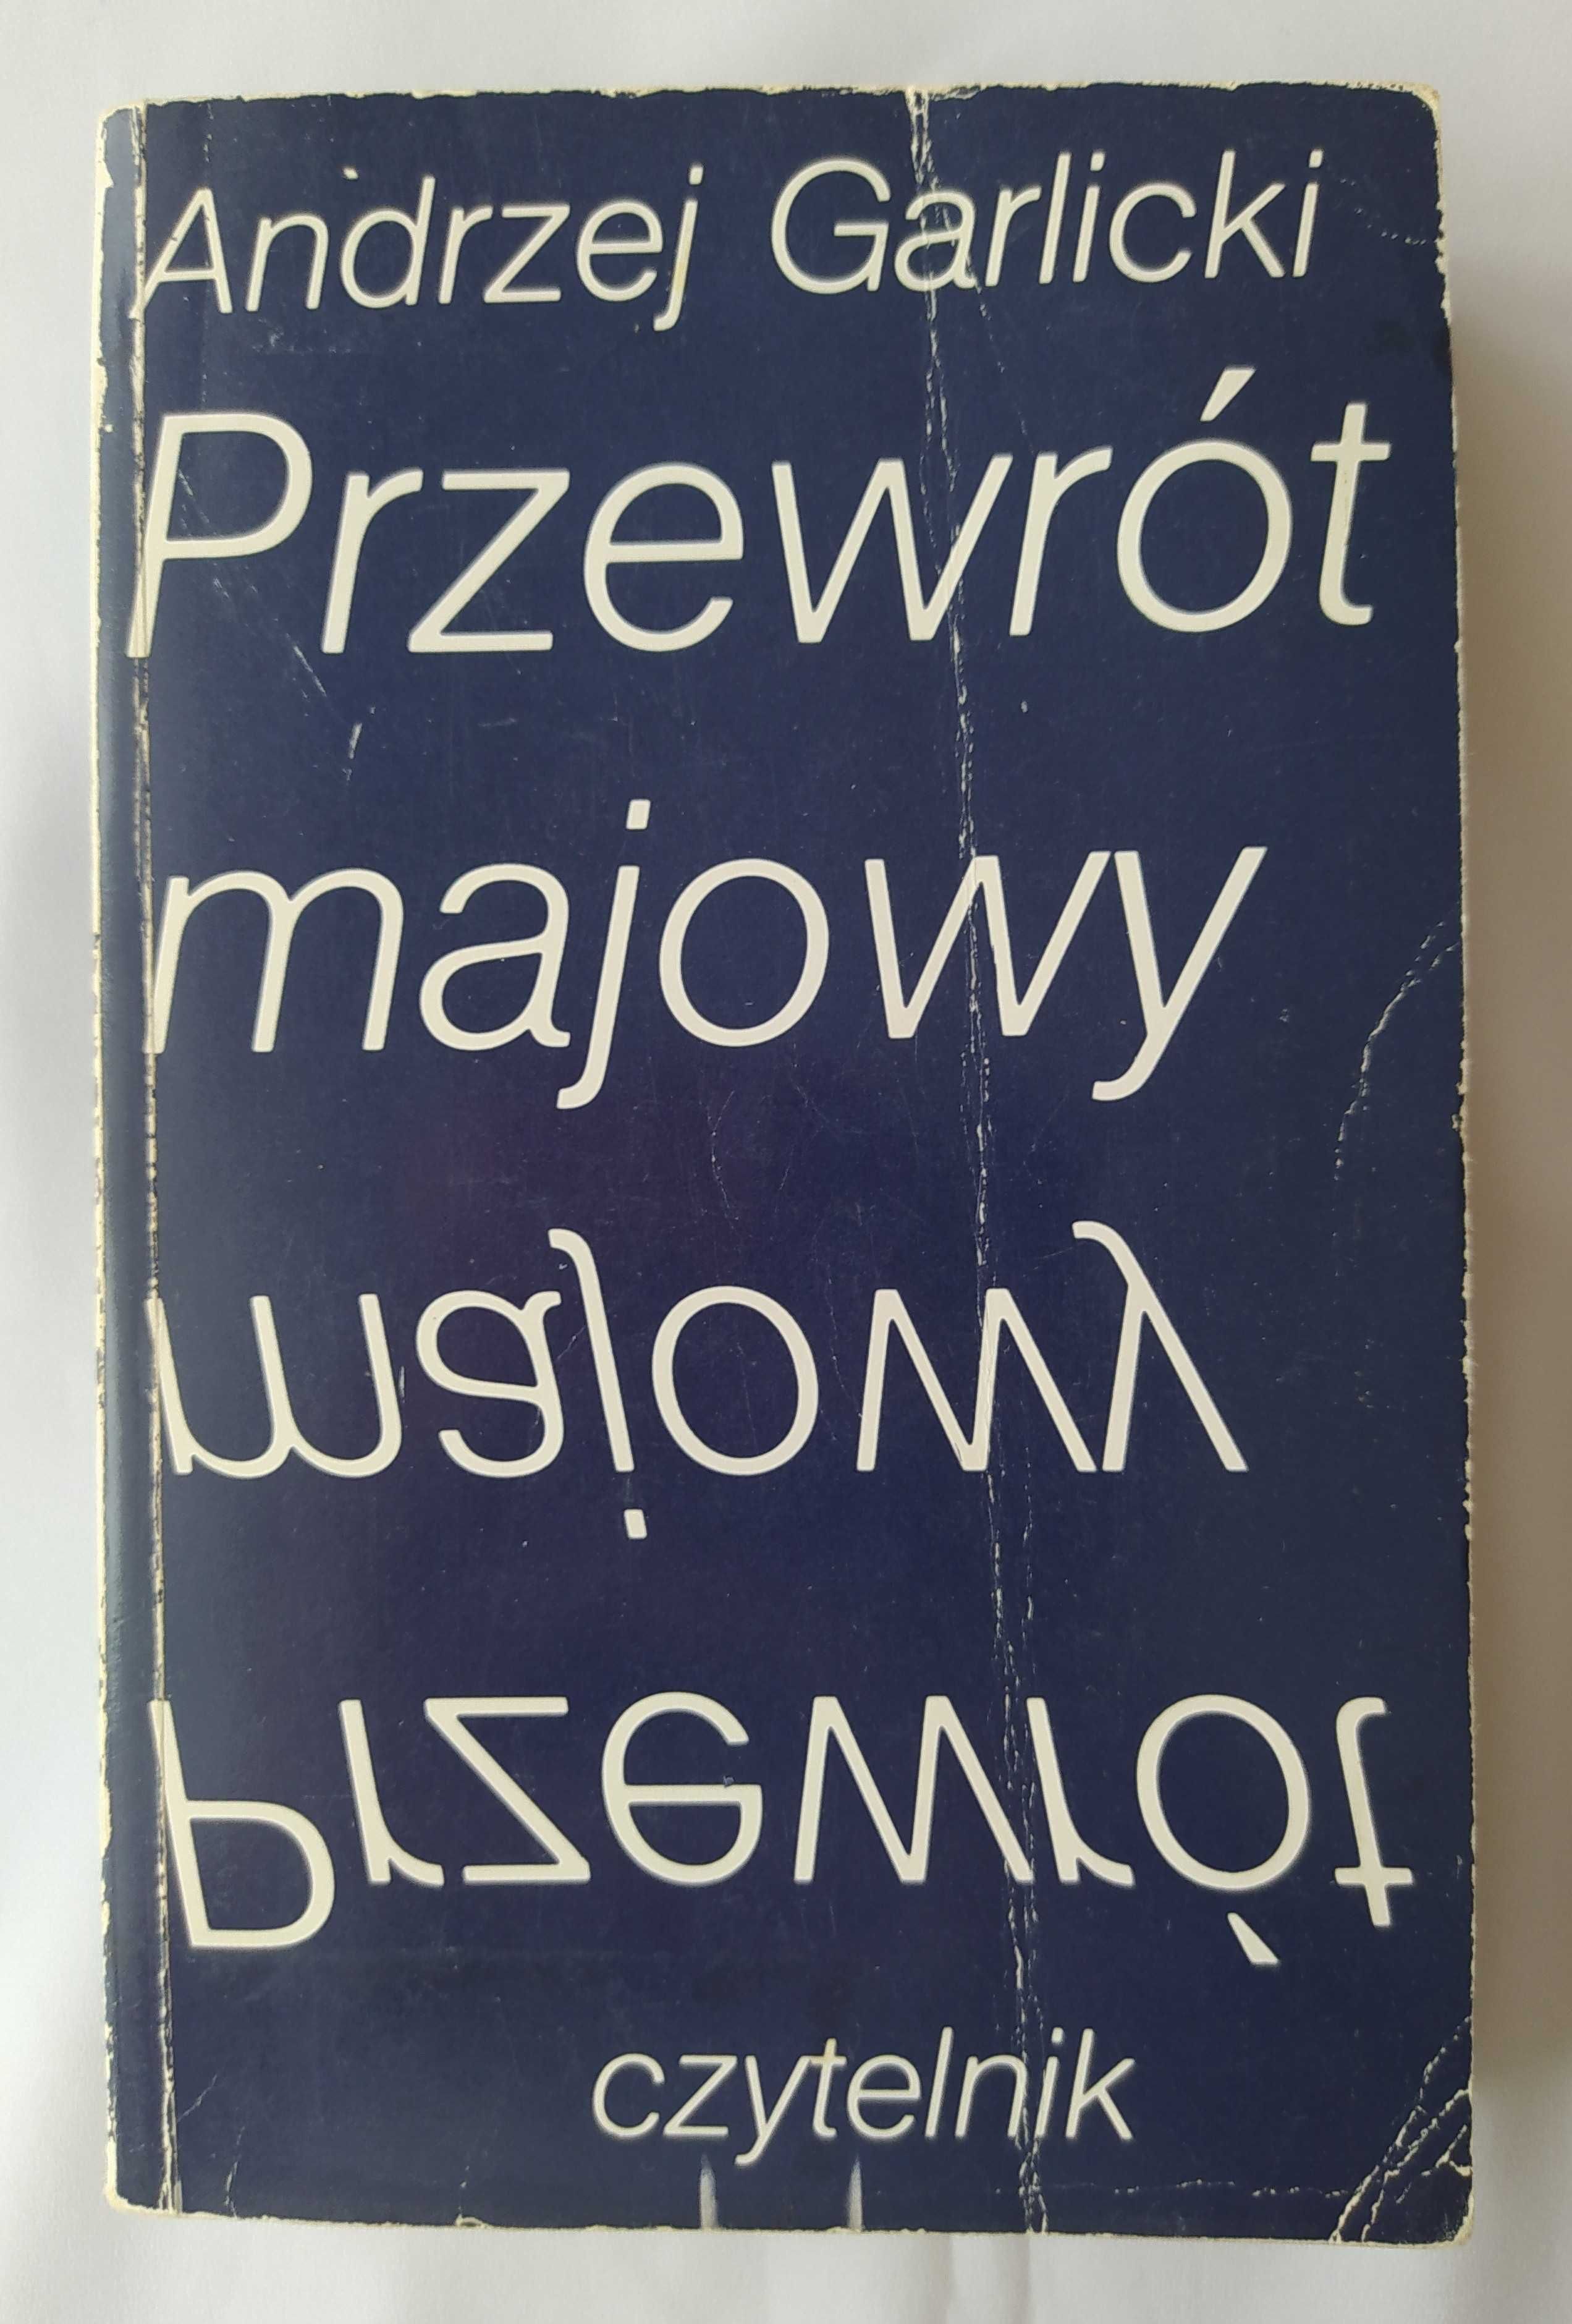 Andrzej Garlicki
Przewrót
majowy
majowy
Przewrót
czytelnik